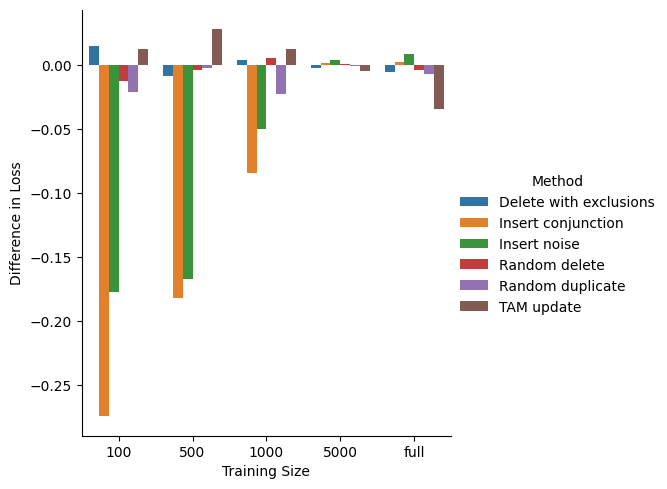 Difference in Loss
0.00
−0.05
−0.10
−0.15
−0.20
−0.25
100 500 1000 5000 full
Training Size
Method
Delete with exclusions
Insert conjunction
Insert noise
Random delete
Random duplicate
TAM update